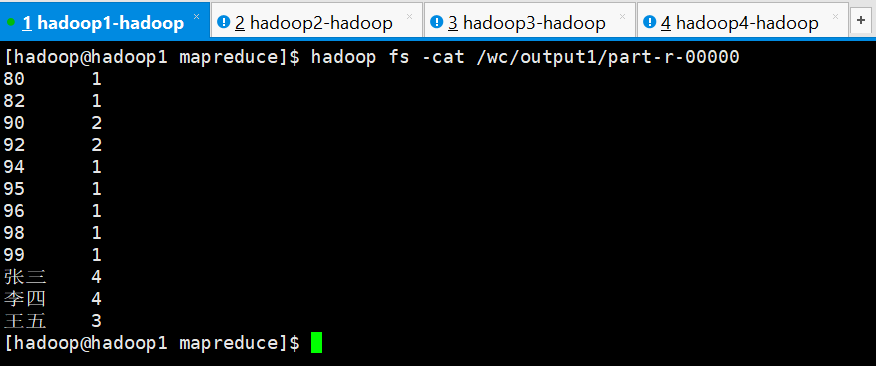 1 hadoop1-hadoop × 2 hadoop2-hadoop × 3 hadoop3-hadoop × 4 hadoop4-hadoop × +
[hadoop@hadoop1 mapreduce]$ hadoop fs -cat /wc/output1/part-r-00000
80 1
82 1
90 2
92 2
94 1
95 1
96 1
98 1
99 1
张三 4
李四 4
王五 3
[hadoop@hadoop1 mapreduce]$